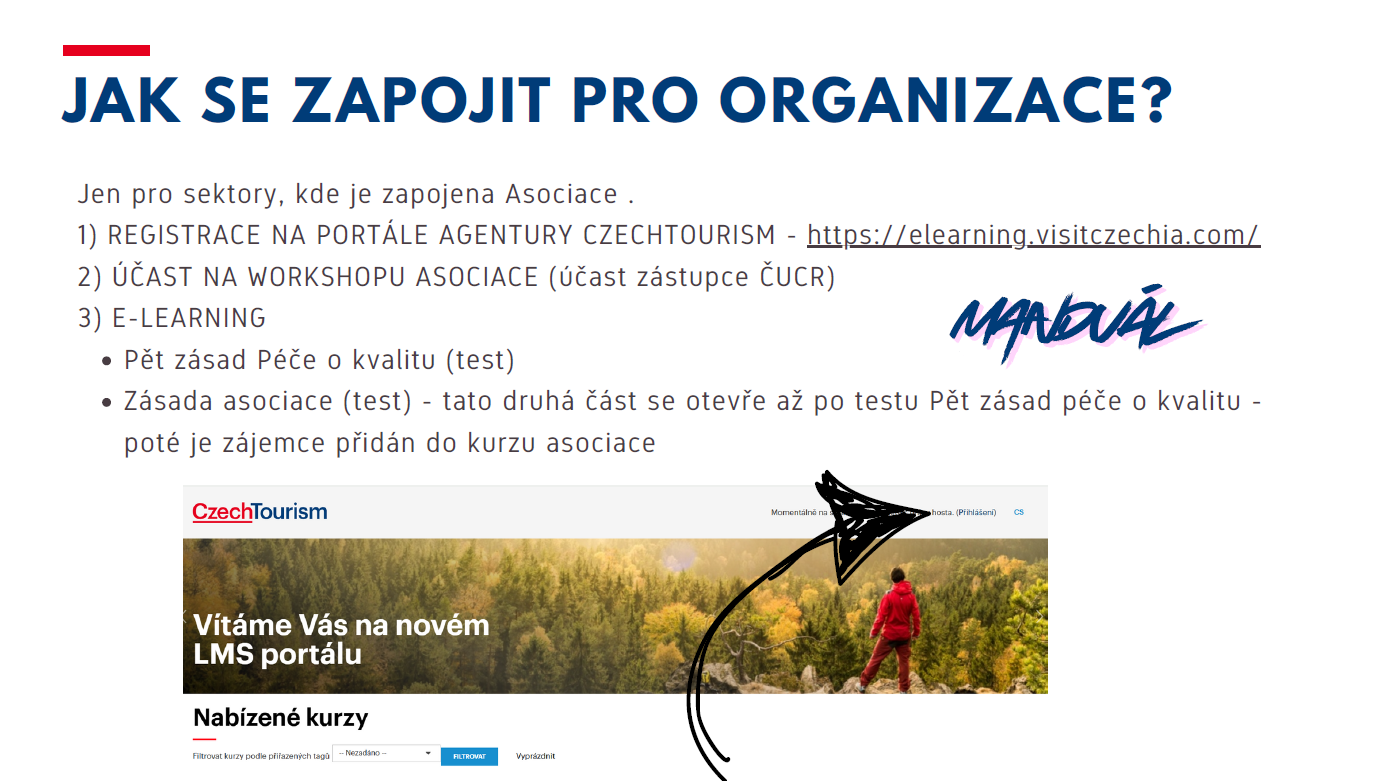 JAK SE ZAPOJIT PRO ORGANIZACE?
Jen pro sektory, kde je zapojena Asociace .
1) REGISTRACE NA PORTÁLE AGENTURY CZECHTOURISM - https://elearning.visitczechia.com/
2) ÚČAST NA WORKSHOPU ASOCIACE (účast zástupce ČUCR)
3) E-LEARNING
MANUÁL
• Pět zásad Péče o kvalitu (test)
• Zásada asociace (test) - tato druhá část se otevře až po testu Pět zásad péče o kvalitu -
poté je zájemce přidán do kurzu asociace
CzechTourism
Momentálně na hosta. (Přihlášení) CS
Vítáme Vás na novém
LMS portálu
Nabízené kurzy
Filtrovat kurzy podle přiřazených tagů -- Nezadáno -- FILTROVAT Vyprázdnit